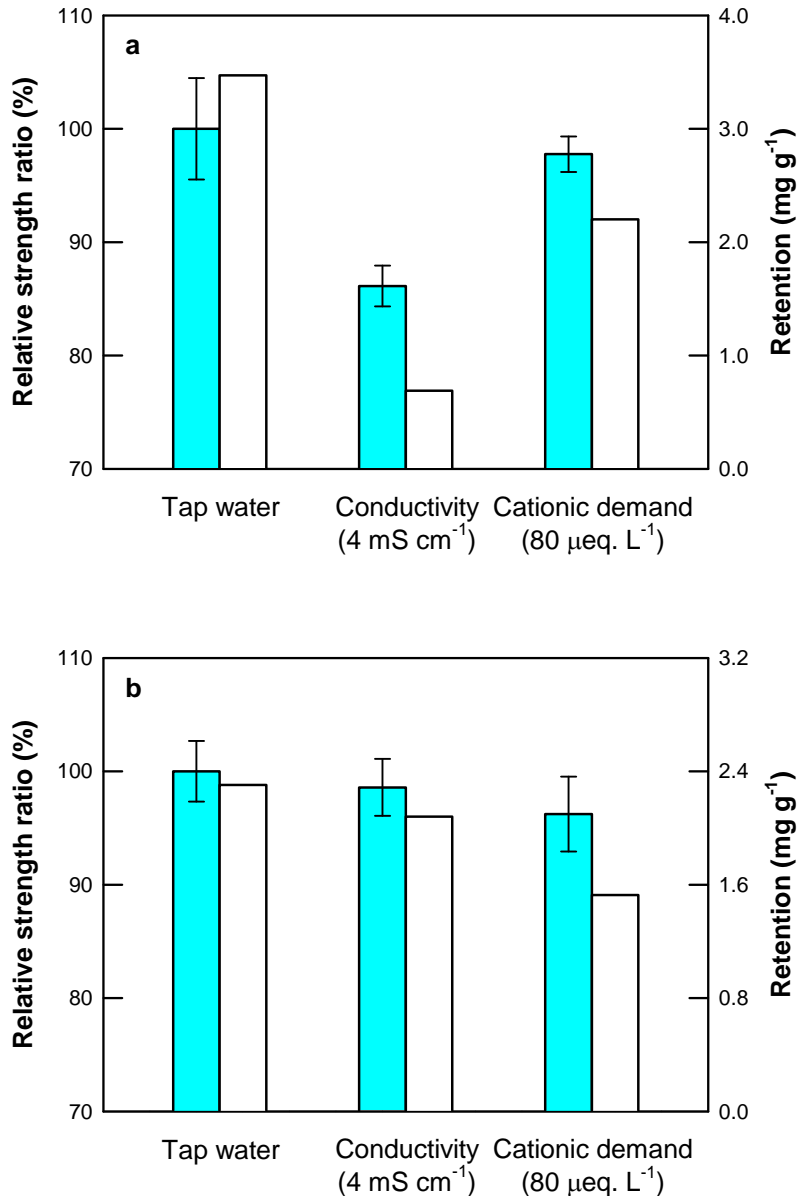 a
Relative strength ratio (%)
110
100
90
80
70
4.0
3.0
2.0
1.0
0.0
Retention (mg g⁻¹)
Tap water
Conductivity
(4 mS cm⁻¹)
Cationic demand
(80 μeq. L⁻¹)
b
Relative strength ratio (%)
110
100
90
80
70
3.2
2.4
1.6
0.8
0.0
Retention (mg g⁻¹)
Tap water
Conductivity
(4 mS cm⁻¹)
Cationic demand
(80 μeq. L⁻¹)